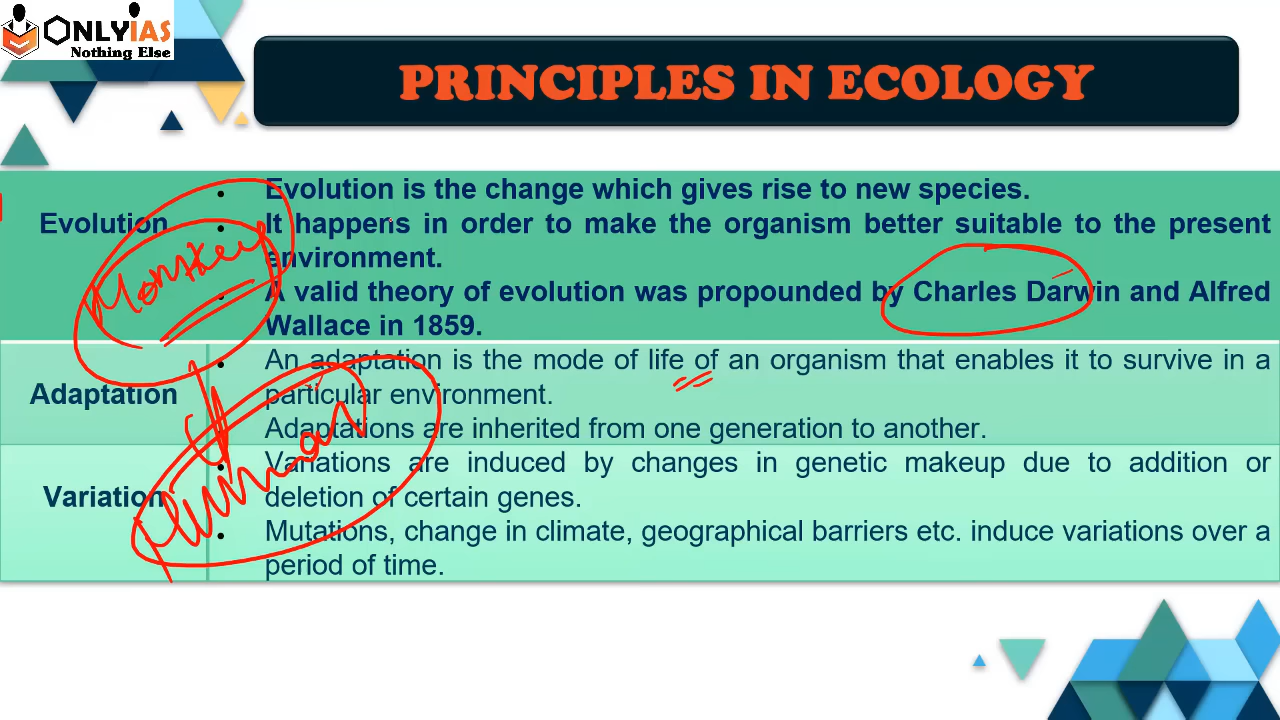 ONLYIAS
Nothing Else
PRINCIPLES IN ECOLOGY
Evolution
• Evolution is the change which gives rise to new species.
• It happens in order to make the organism better suitable to the present
environment.
• A valid theory of evolution was propounded by Charles Darwin and Alfred
Wallace in 1859.
Monkey
Adaptation
• An adaptation is the mode of life of an organism that enables it to survive in a
particular environment.
Adaptations are inherited from one generation to another.
Human
Variation
• Variations are induced by changes in genetic makeup due to addition or
deletion of certain genes.
• Mutations, change in climate, geographical barriers etc. induce variations over a
period of time.